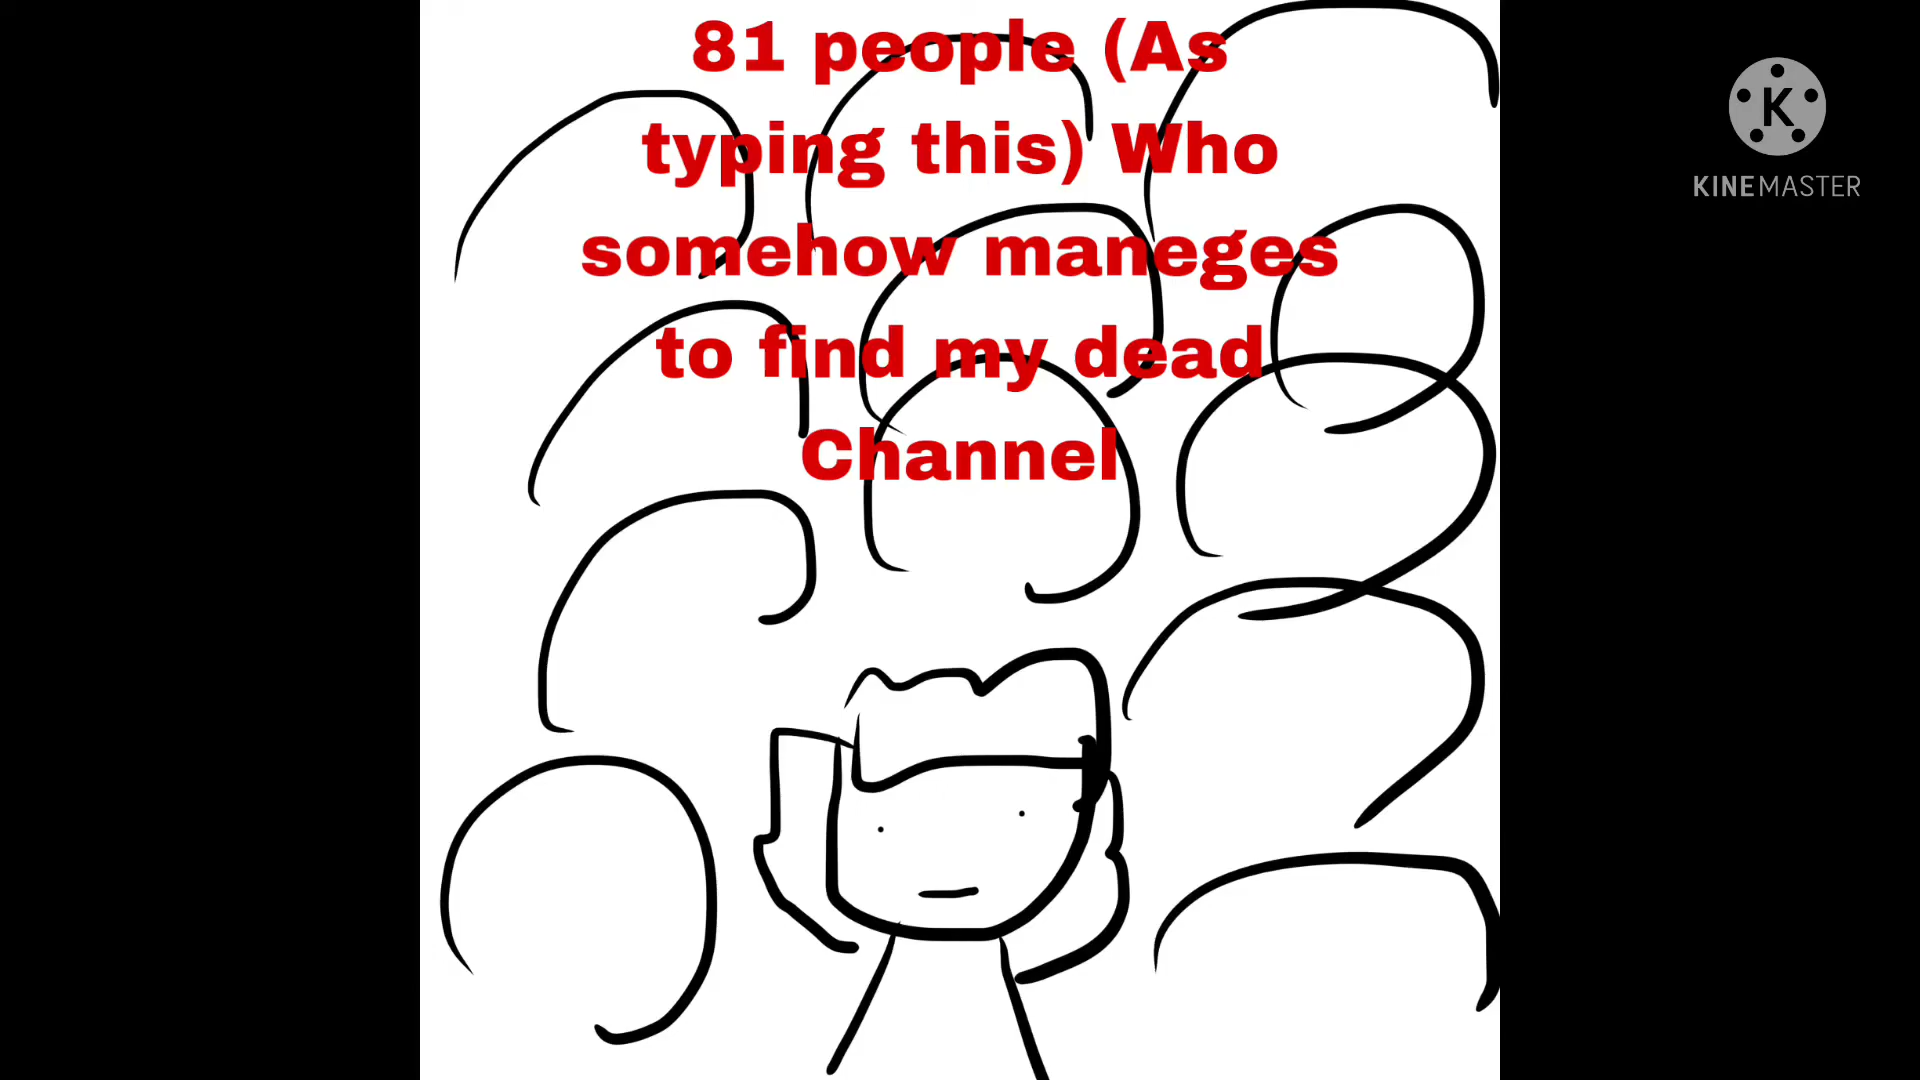 81 people (As
typing this) Who
somehow maneges
to find my dead
Channel
K
KINEMASTER